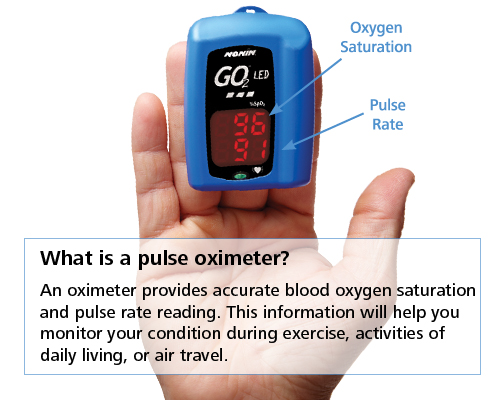 Oxygen
Saturation
NONIN
GO2 LED
%SpO2
96
91
Pulse
Rate
What is a pulse oximeter?
An oximeter provides accurate blood oxygen saturation
and pulse rate reading. This information will help you
monitor your condition during exercise, activities of
daily living, or air travel.